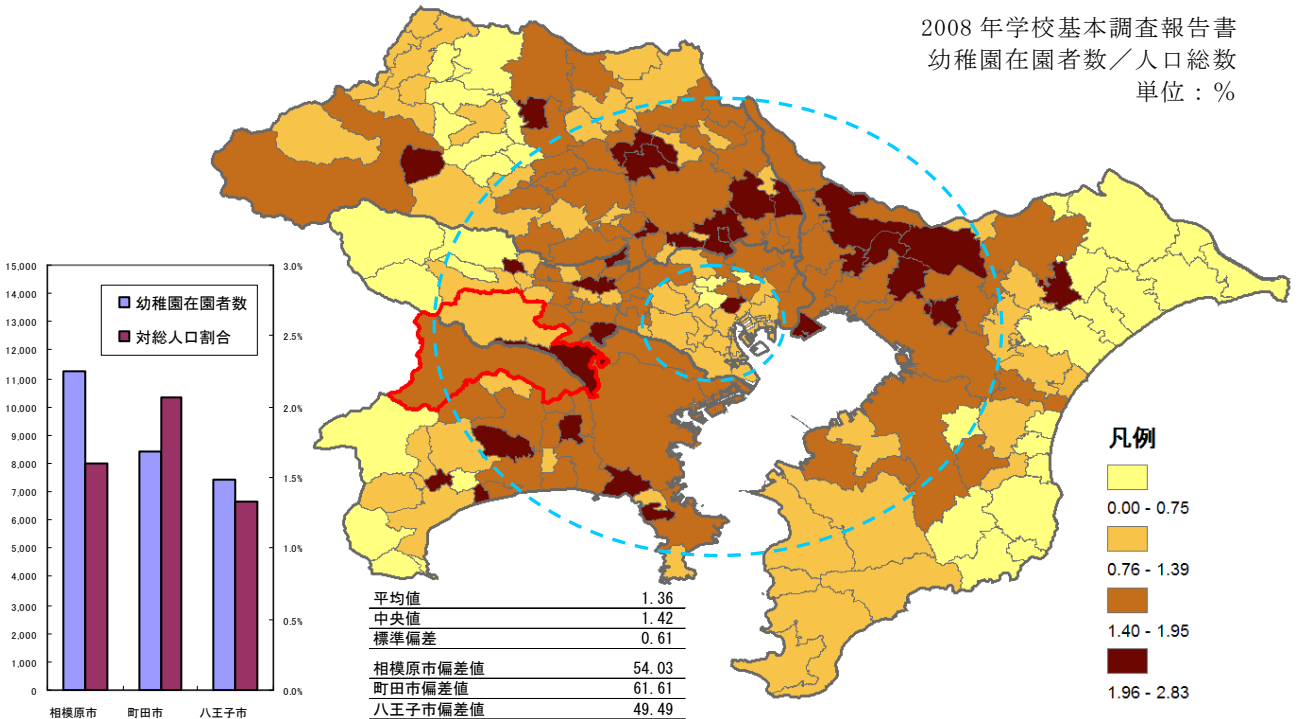 2008 年学校基本調査報告書
幼稚園在園者数／人口総数
単位：％
15,000
14,000
13,000
12,000
11,000
10,000
9,000
8,000
7,000
6,000
5,000
4,000
3,000
2,000
1,000
0
3.0%
2.5%
2.0%
1.5%
1.0%
0.5%
0.0%
幼稚園在園者数
対総人口割合
相模原市 町田市 八王子市
平均値 1.36
中央値 1.42
標準偏差 0.61
相模原市偏差値 54.03
町田市偏差値 61.61
八王子市偏差値 49.49
凡例
0.00 - 0.75
0.76 - 1.39
1.40 - 1.95
1.96 - 2.83